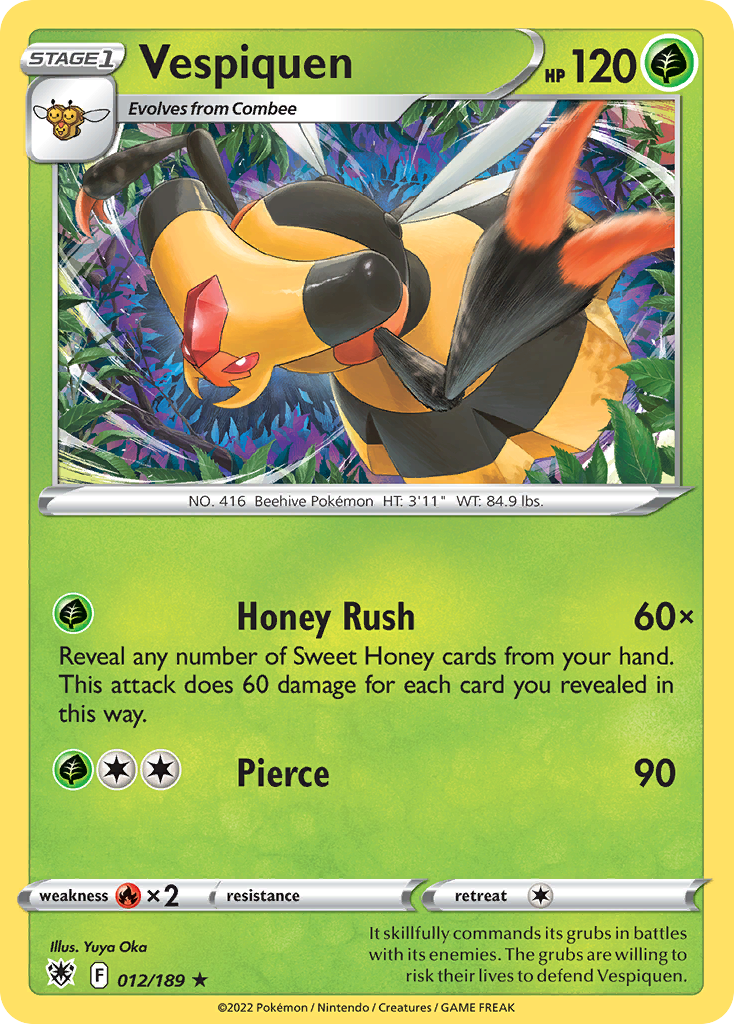 STAGE1
Vespiquen
HP 120
Evolves from Combee
NO. 416 Beehive Pokémon HT: 3'11" WT: 84.9 lbs.
Honey Rush 60×
Reveal any number of Sweet Honey cards from your hand.
This attack does 60 damage for each card you revealed in
this way.
Pierce 90
weakness ×2 resistance retreat
Illus. Yuya Oka
It skillfully commands its grubs in battles
with its enemies. The grubs are willing to
risk their lives to defend Vespiquen.
F 012/189 ★
©2022 Pokémon / Nintendo / Creatures / GAME FREAK